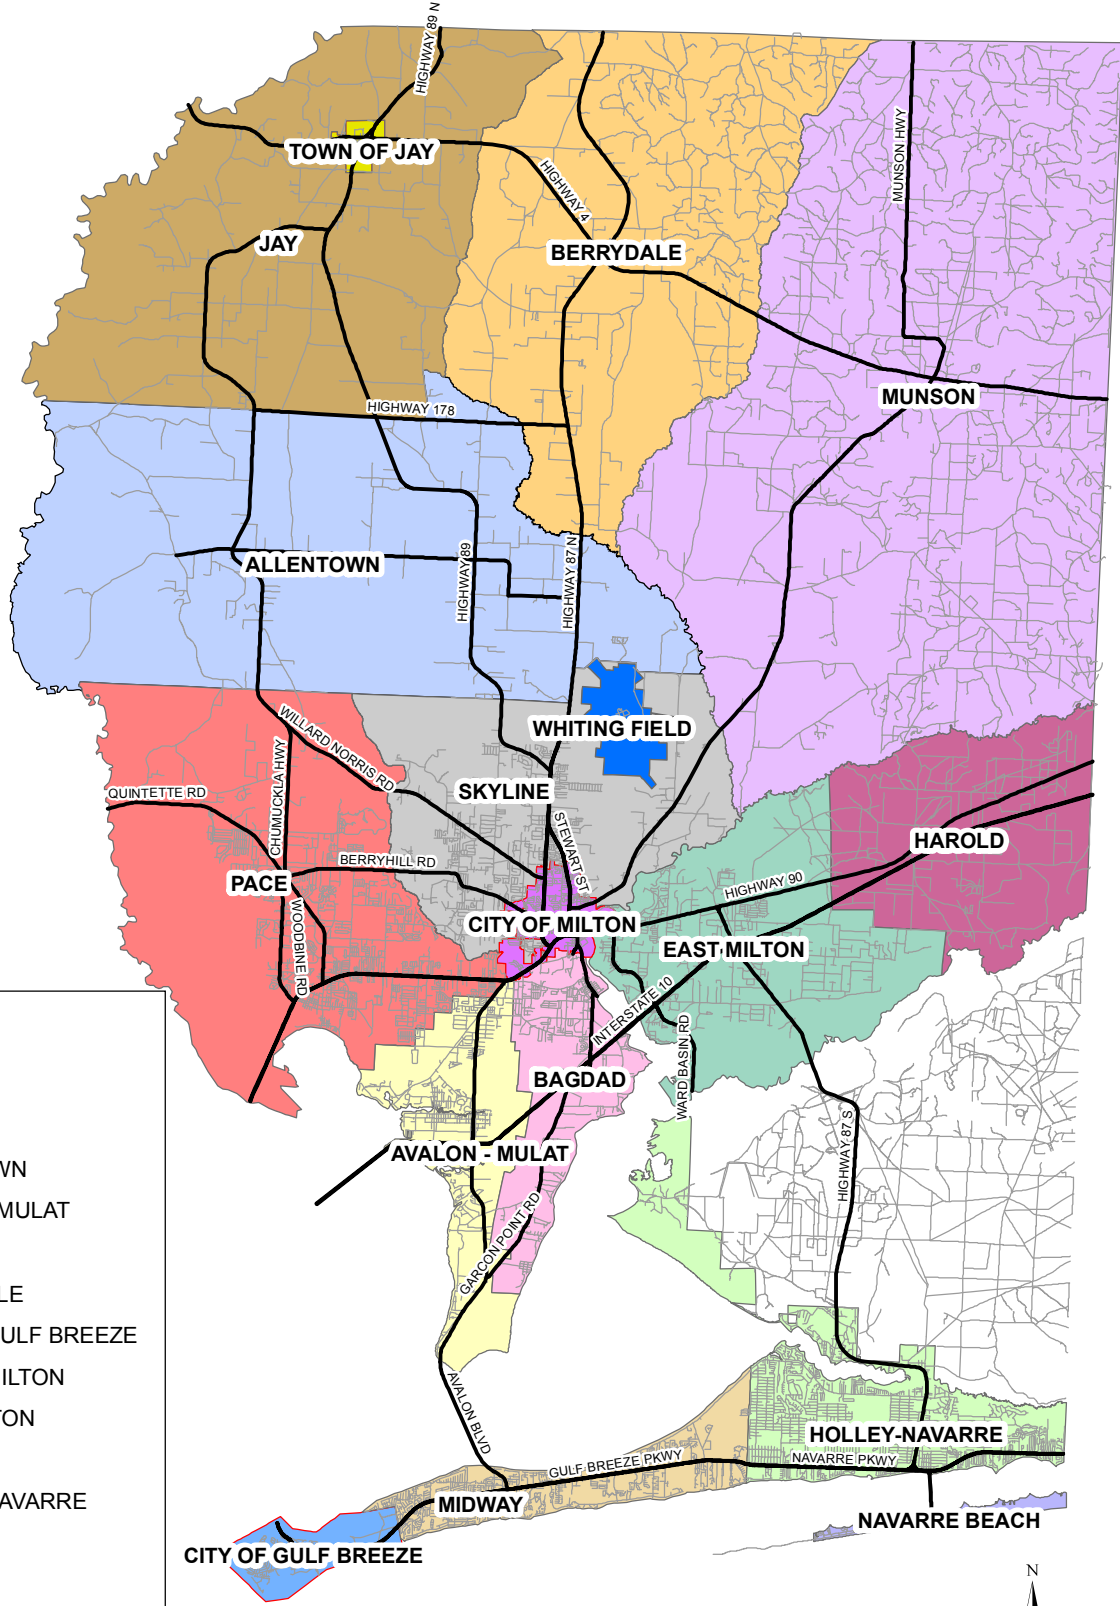 HIGHWAY 89 N
TOWN OF JAY
MUNSON HWY
HIGHWAY 4
JAY
BERRYDALE
MUNSON
HIGHWAY 178
ALLENTOWN
HIGHWAY 89
HIGHWAY 87 N
WHITING FIELD
WILLARD NORRIS RD
CHUMUCKLA HWY
QUINTETTE RD
SKYLINE
STEWART ST
HAROLD
BERRYHILL RD
PACE
HIGHWAY 90
WOODBINE RD
CITY OF MILTON
EAST MILTON
INTERSTATE 10
WARD BASIN RD
BAGDAD
HIGHWAY 87 S
AVALON - MULAT
GARCON POINT RD
WN
MULAT
LE
ULF BREEZE
ILTON
TON
AVARRE
AVALON BLVD
HOLLEY-NAVARRE
GULF BREEZE PKWY
NAVARRE PKWY
MIDWAY
NAVARRE BEACH
CITY OF GULF BREEZE
N